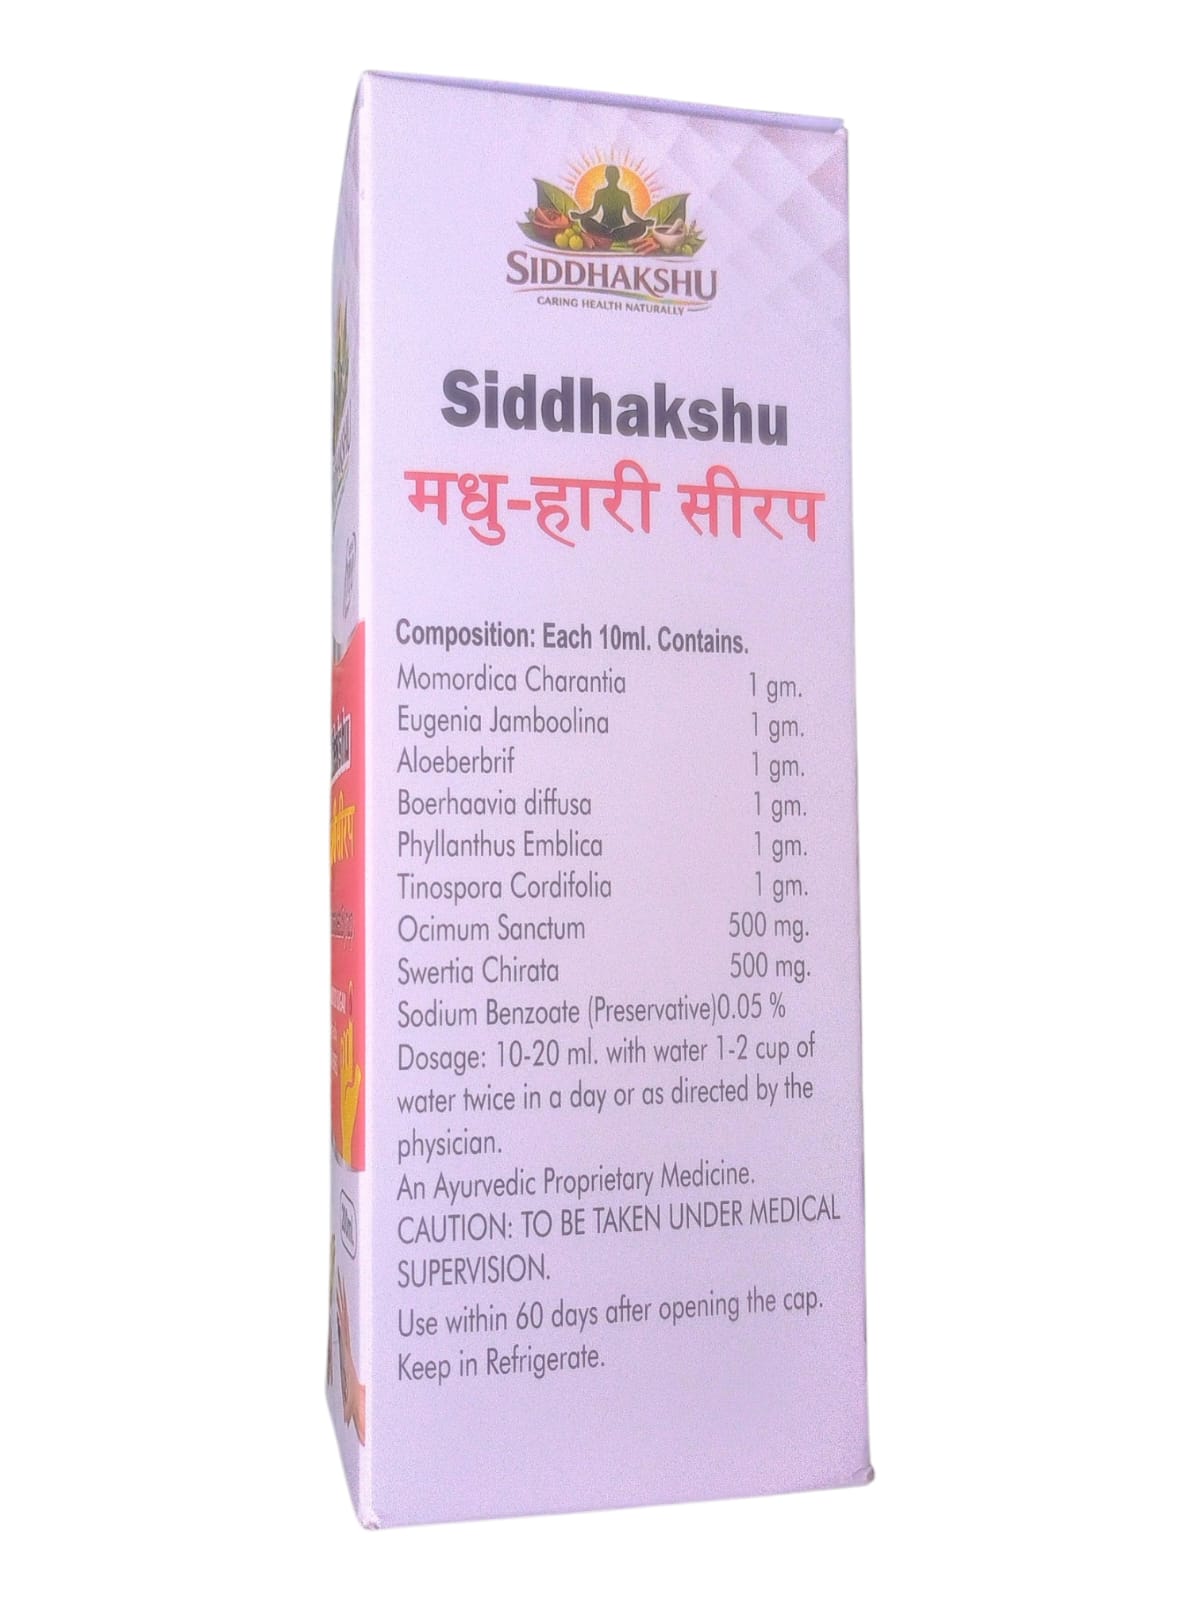 SIDDHAKSHU
CARING HEALTH NATURALLY
Siddhakshu
मधु-हारी सीरप
Composition: Each 10ml. Contains.
Momordica Charantia 1 gm.
Eugenia Jamboolina 1 gm.
Aloeberbrif 1 gm.
Boerhaavia diffusa 1 gm.
Phyllanthus Emblica 1 gm.
Tinospora Cordifolia 1 gm.
Ocimum Sanctum 500 mg.
Swertia Chirata 500 mg.
Sodium Benzoate (Preservative)0.05 %
Dosage: 10-20 ml. with water 1-2 cup of
water twice in a day or as directed by the
physician.
An Ayurvedic Proprietary Medicine.
CAUTION: TO BE TAKEN UNDER MEDICAL
SUPERVISION.
Use within 60 days after opening the cap.
Keep in Refrigerate.